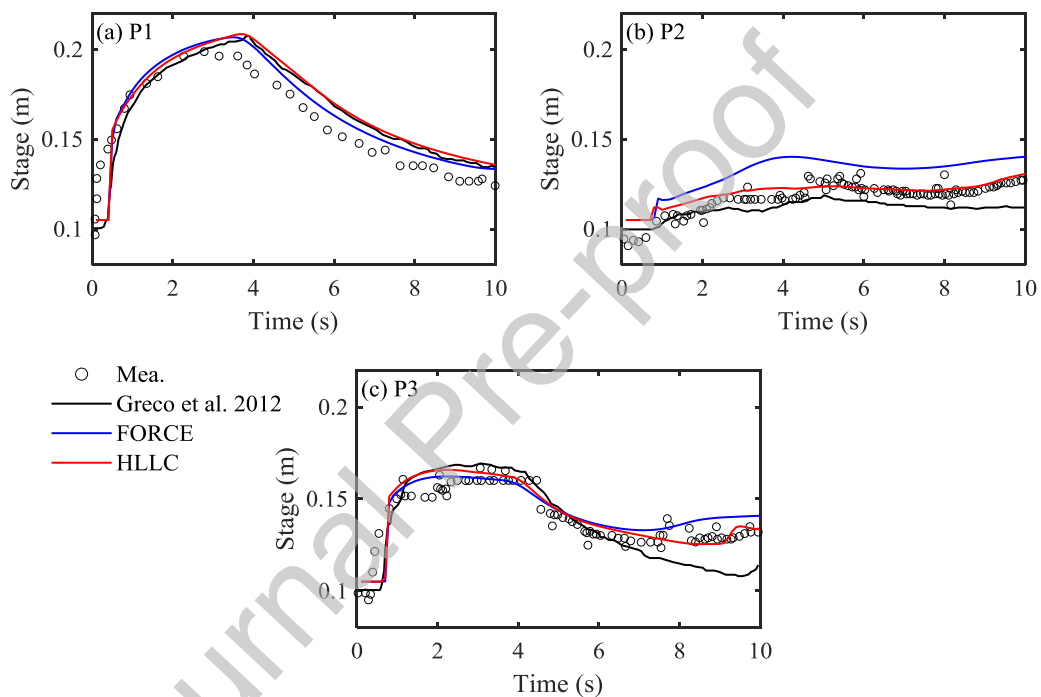 (a) P1
0.2
0.15
0.1
Stage (m)
0 2 4 6 8 10
Time (s)
(b) P2
0.2
0.15
0.1
Stage (m)
0 2 4 6 8 10
Time (s)
Mea.
Greco et al. 2012
FORCE
HLLC
(c) P3
0.2
0.15
0.1
Stage (m)
0 2 4 6 8 10
Time (s)
urnal Pre-proof